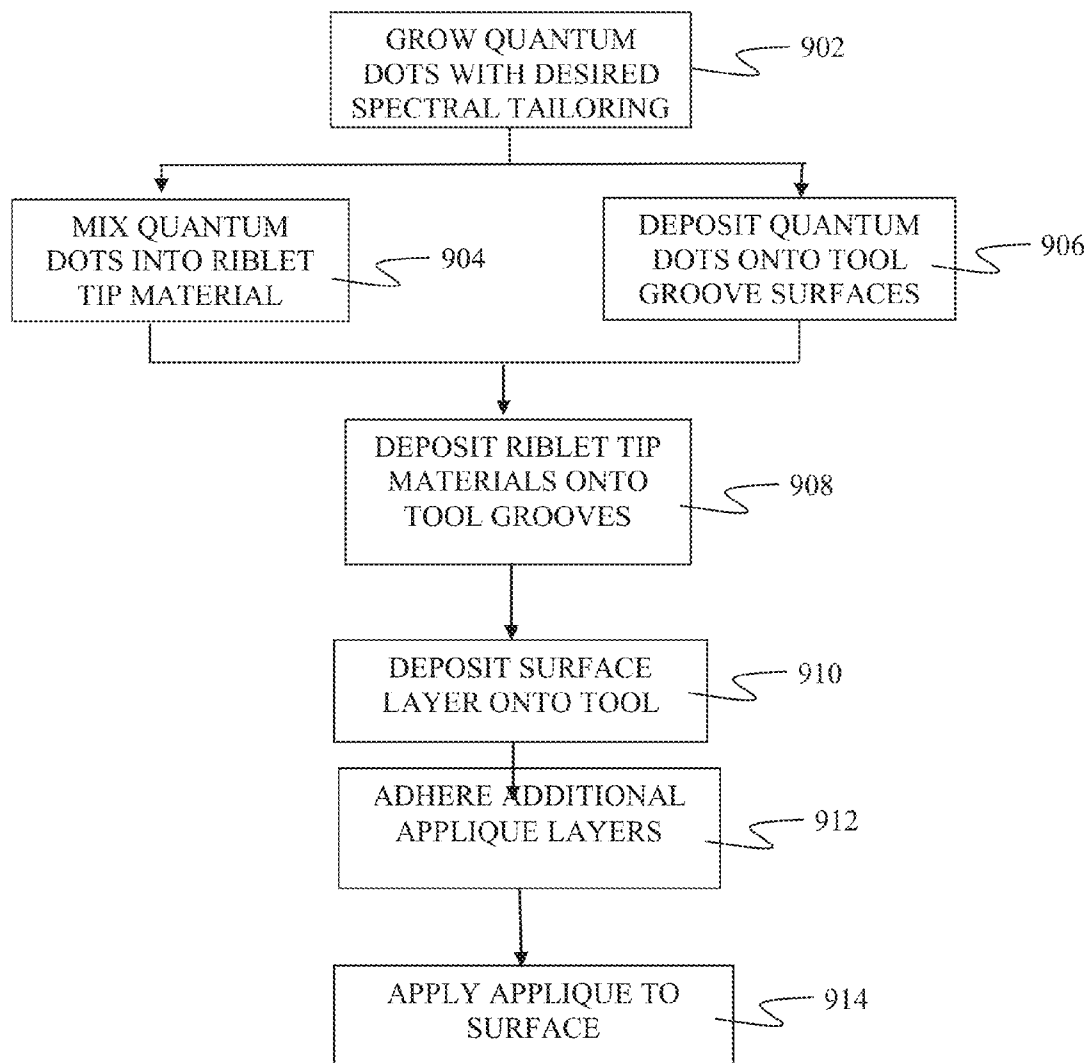 GROW QUANTUM
DOTS WITH DESIRED
SPECTRAL TAILORING
902
MIX QUANTUM
DOTS INTO RIBLET
TIP MATERIAL
904
DEPOSIT QUANTUM
DOTS ONTO TOOL
GROOVE SURFACES
906
DEPOSIT RIBLET TIP
MATERIALS ONTO
TOOL GROOVES
908
DEPOSIT SURFACE
LAYER ONTO TOOL
910
ADHERE ADDITIONAL
APPLIQUE LAYERS
912
APPLY APPLIQUE TO
SURFACE
914